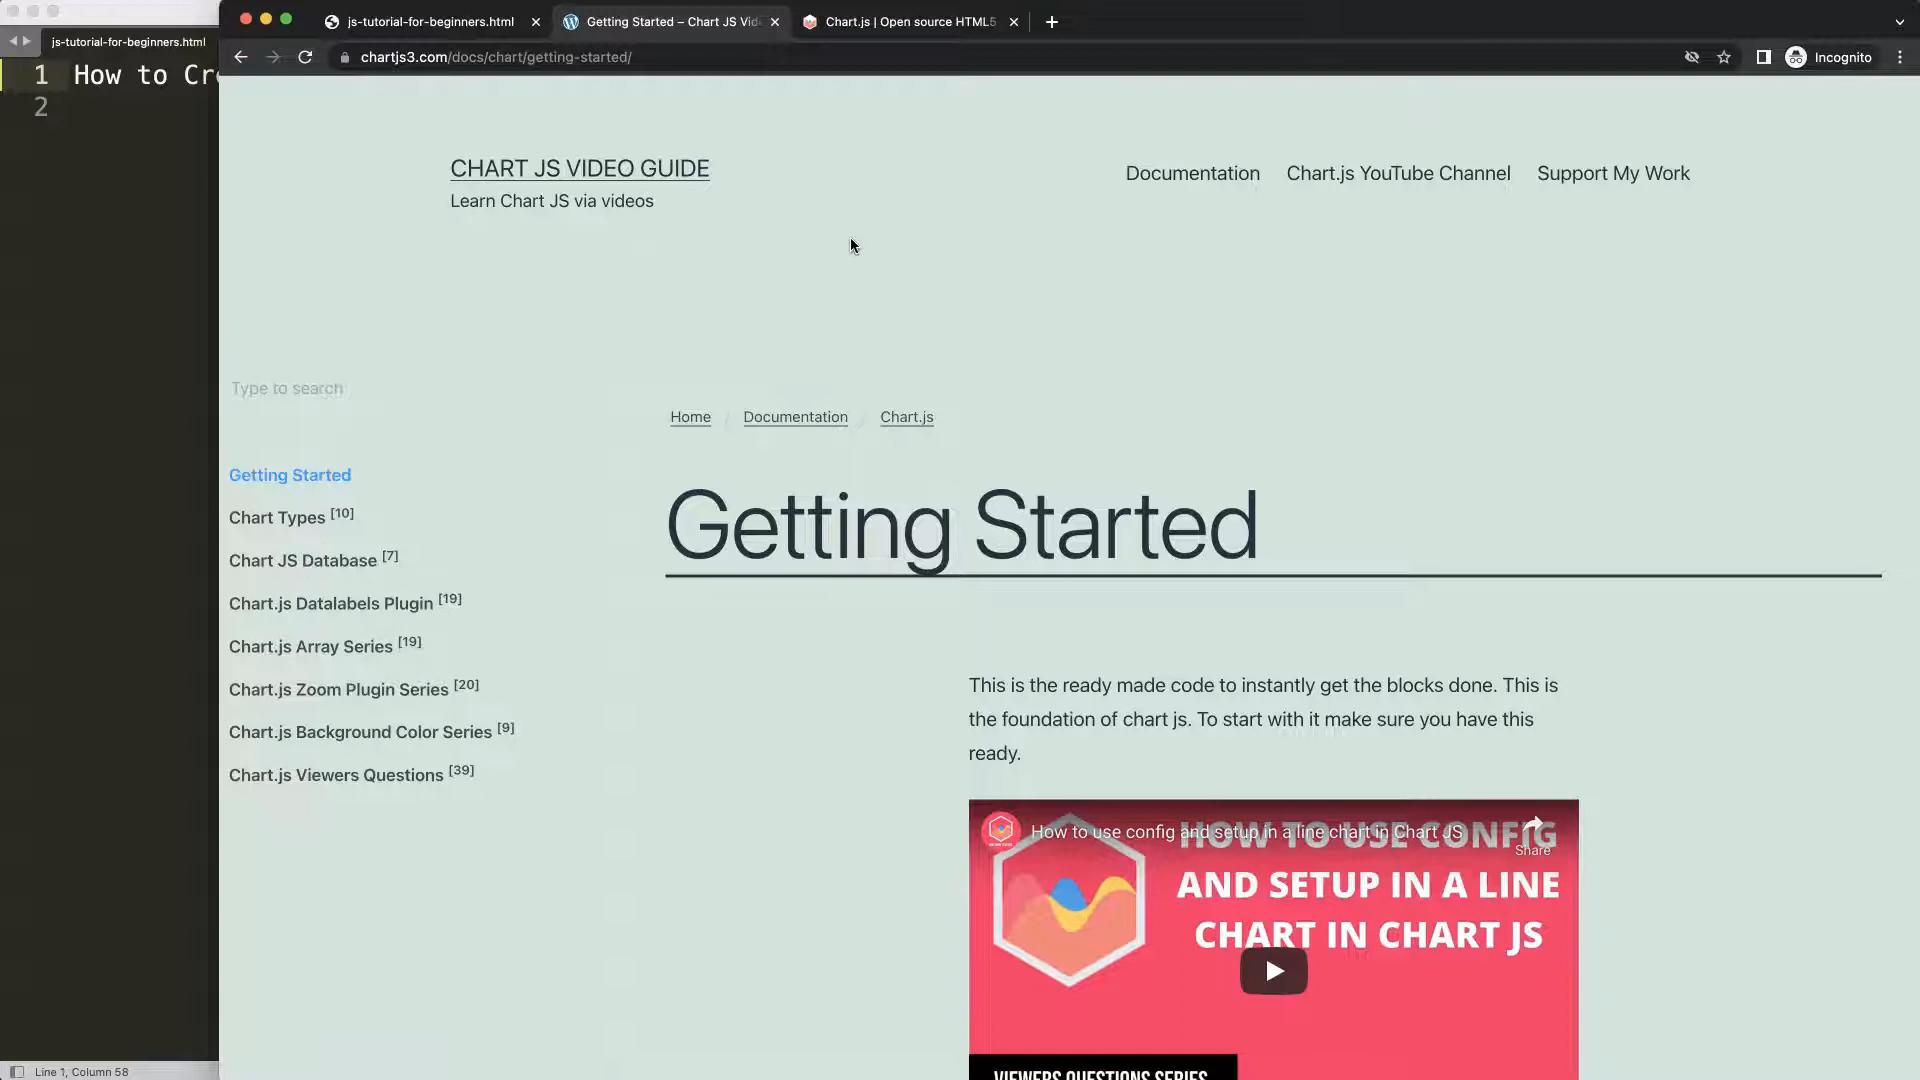 js-tutorial-for-beginners.html
Getting Started – Chart JS Vid
Chart.js | Open source HTML5
js-tutorial-for-beginners.html
chartjs3.com/docs/chart/getting-started/
Incognito
1 How to Cre
2
CHART JS VIDEO GUIDE
Learn Chart JS via videos
Documentation
Chart.js YouTube Channel
Support My Work
Type to search
Home
Documentation
Chart.js
Getting Started
Chart Types [10]
Chart JS Database [7]
Chart.js Datalabels Plugin [19]
Chart.js Array Series [19]
Chart.js Zoom Plugin Series [20]
Chart.js Background Color Series [9]
Chart.js Viewers Questions [39]
Getting Started
This is the ready made code to instantly get the blocks done. This is
the foundation of chart js. To start with it make sure you have this
ready.
How to use config and setup in a line chart in Chart JS
Share
HOW TO USE CONFIG
AND SETUP IN A LINE
CHART IN CHART JS
VIEWERS QUESTIONS SERIES
Line 1, Column 58